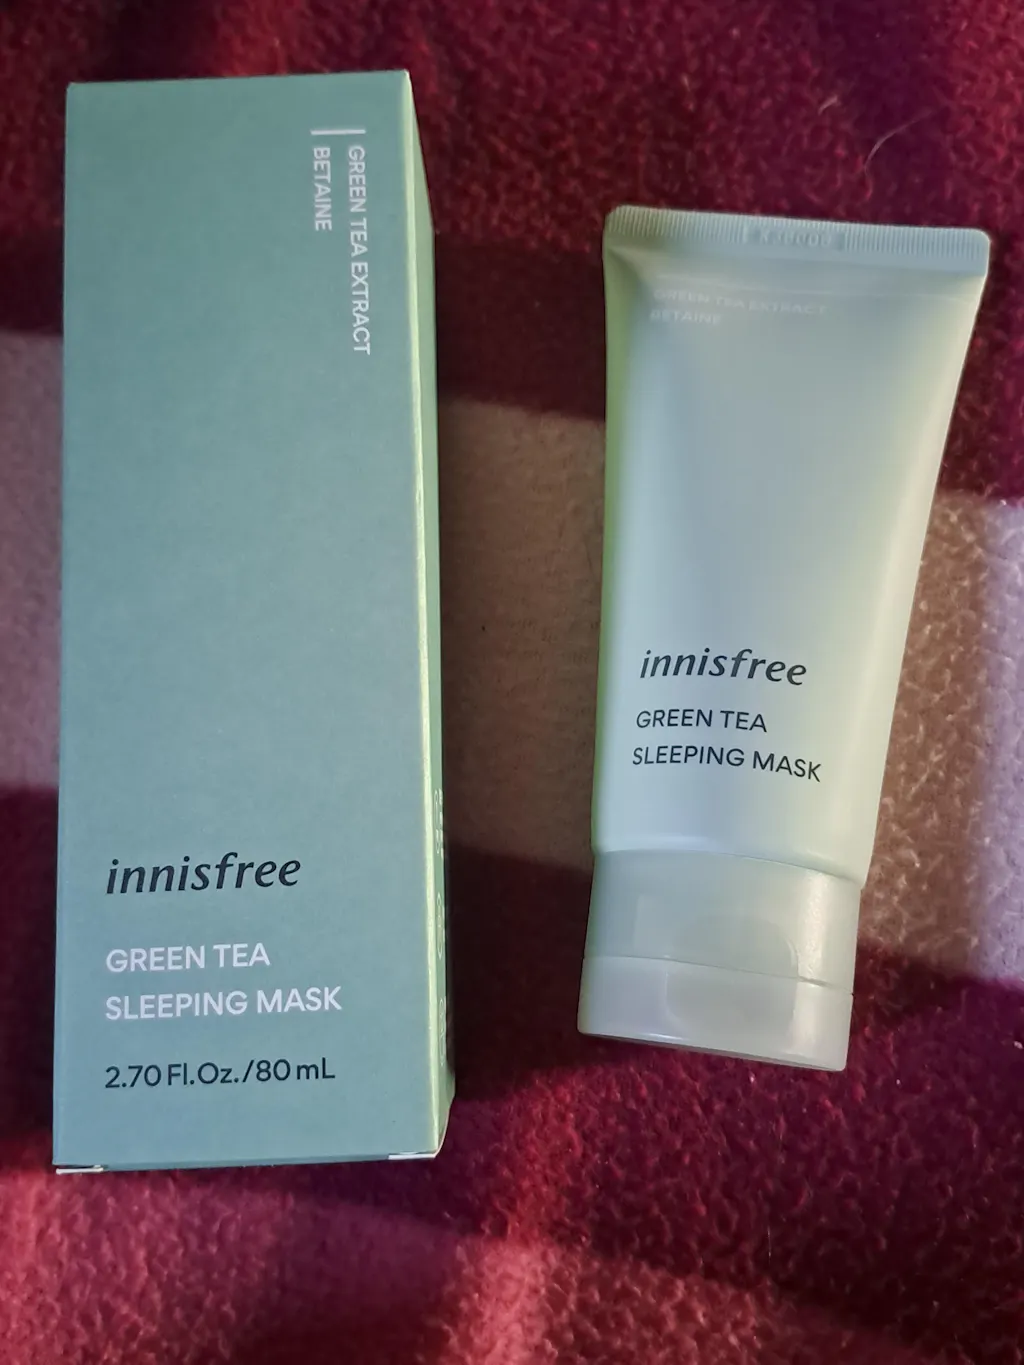 GREEN TEA EXTRACT
BETAINE
innisfree
GREEN TEA
SLEEPING MASK
2.70 Fl.Oz./80 mL
GREEN TEA EXTRACT
BETAINE
innisfree
GREEN TEA
SLEEPING MASK